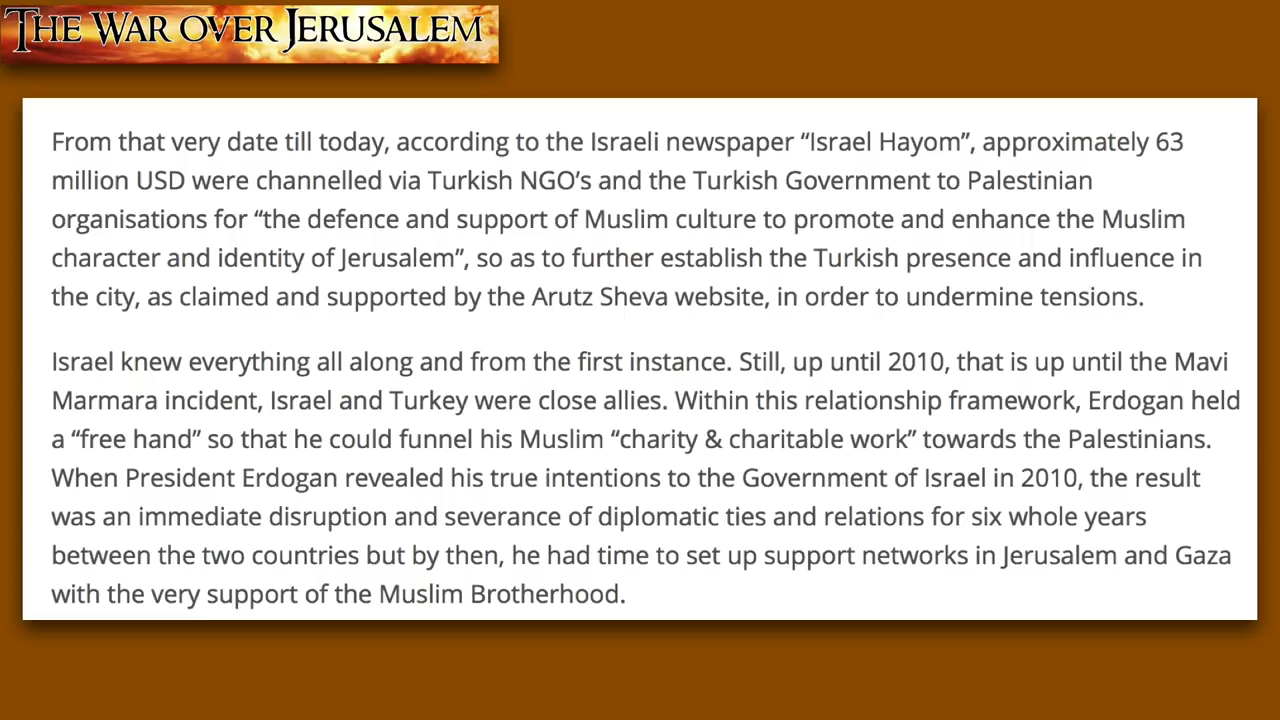 THE WAR OVER JERUSALEM
From that very date till today, according to the Israeli newspaper “Israel Hayom”, approximately 63
million USD were channelled via Turkish NGO’s and the Turkish Government to Palestinian
organisations for “the defence and support of Muslim culture to promote and enhance the Muslim
character and identity of Jerusalem”, so as to further establish the Turkish presence and influence in
the city, as claimed and supported by the Arutz Sheva website, in order to undermine tensions.
Israel knew everything all along and from the first instance. Still, up until 2010, that is up until the Mavi
Marmara incident, Israel and Turkey were close allies. Within this relationship framework, Erdogan held
a “free hand” so that he could funnel his Muslim “charity & charitable work” towards the Palestinians.
When President Erdogan revealed his true intentions to the Government of Israel in 2010, the result
was an immediate disruption and severance of diplomatic ties and relations for six whole years
between the two countries but by then, he had time to set up support networks in Jerusalem and Gaza
with the very support of the Muslim Brotherhood.